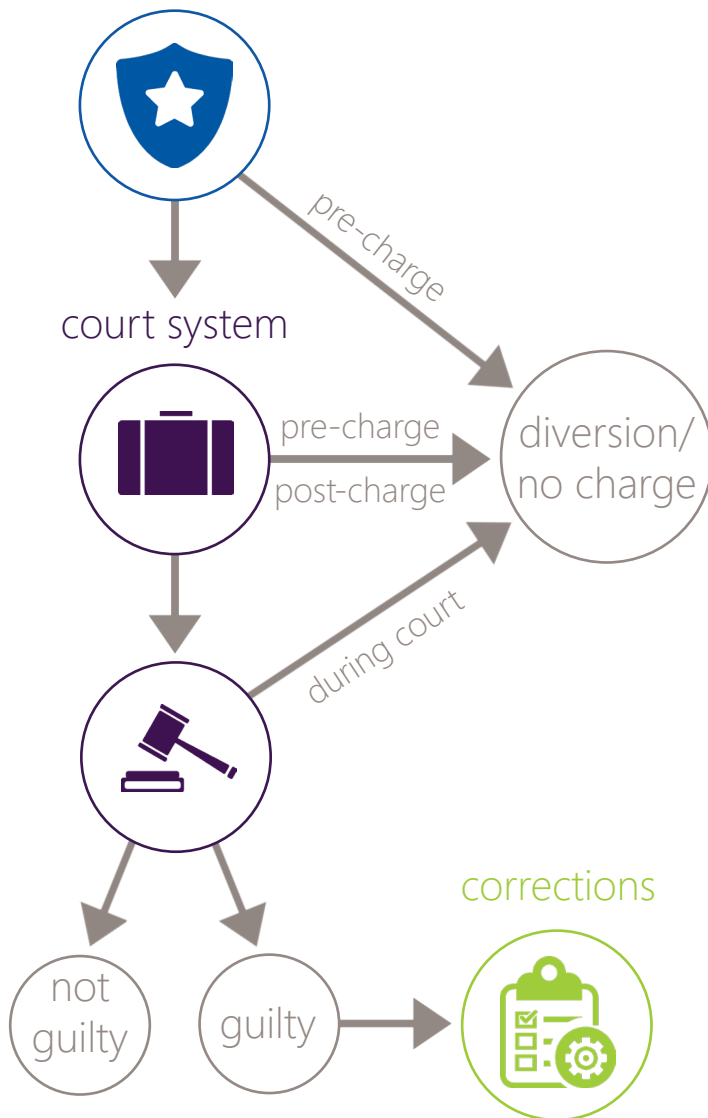 pre-charge
court system
pre-charge
post-charge
diversion/
no charge
during court
corrections
not
guilty
guilty